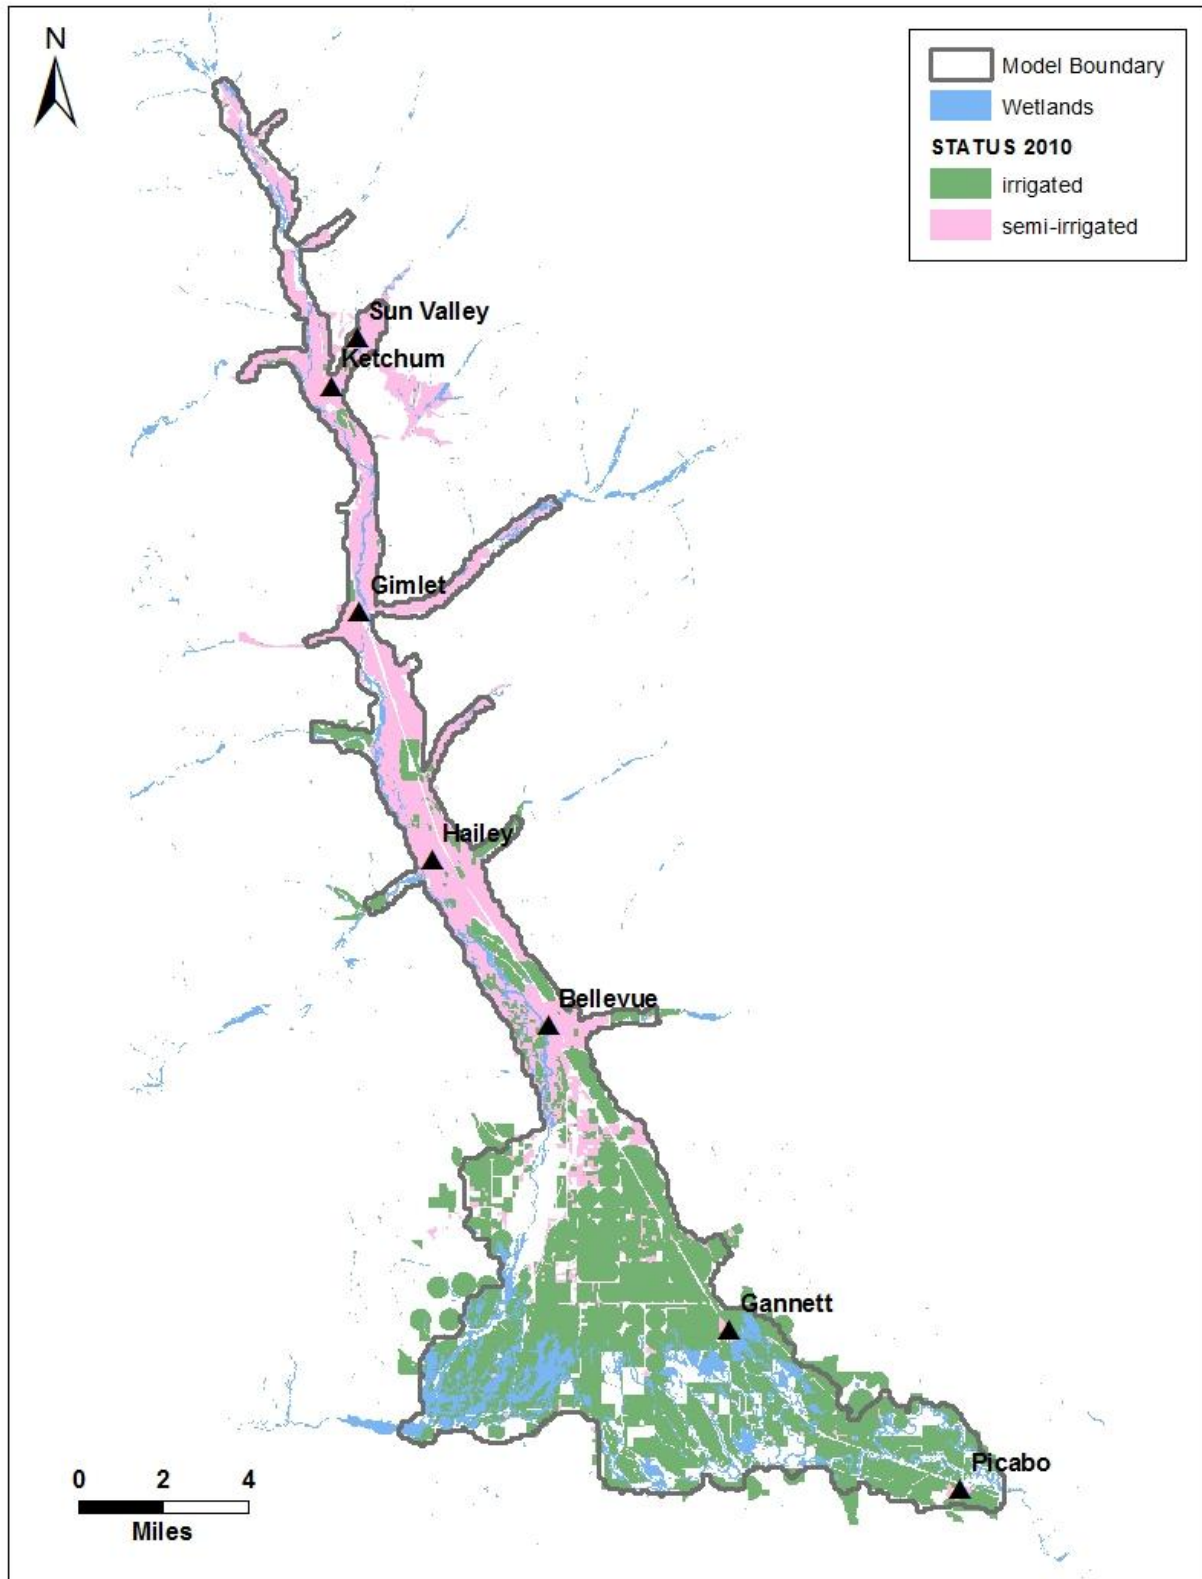 N
Model Boundary
Wetlands
STATUS 2010
irrigated
semi-irrigated
Sun Valley
Ketchum
Gimlet
Hailey
Bellevue
Gannett
Picabo
0 2 4
Miles